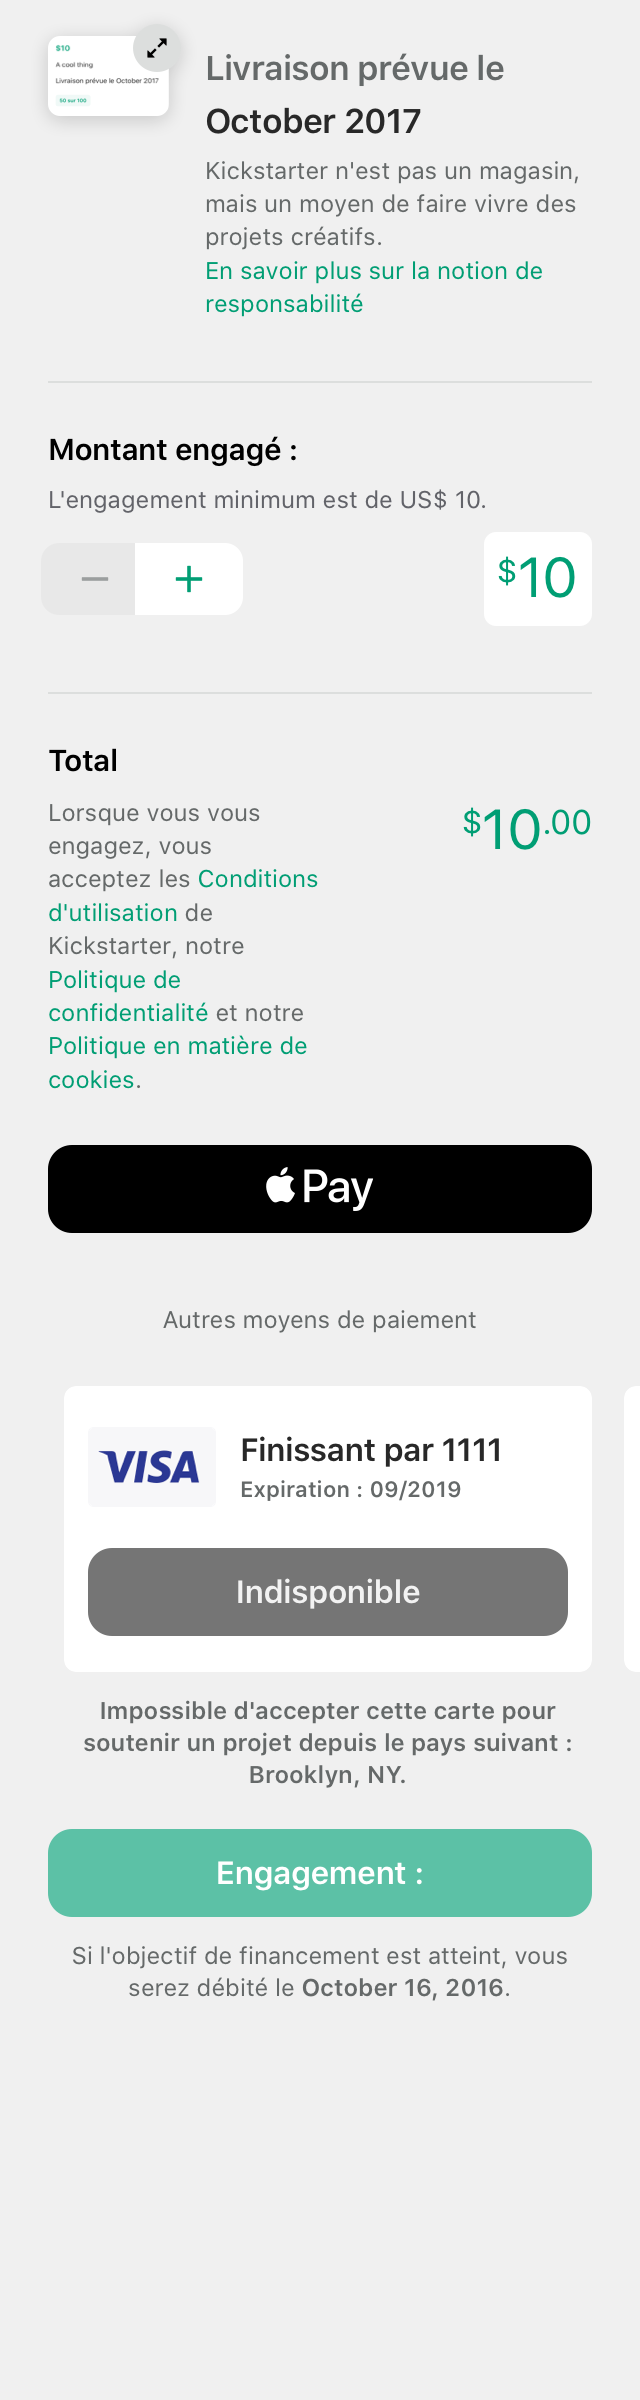 $10
A cool thing
Livraison prévue le October 2017
50 sur 100
Livraison prévue le
October 2017
Kickstarter n'est pas un magasin,
mais un moyen de faire vivre des
projets créatifs.
En savoir plus sur la notion de
responsabilité
Montant engagé :
L'engagement minimum est de US$ 10.
$10
Total
Lorsque vous vous
engagez, vous
acceptez les Conditions
d'utilisation de
Kickstarter, notre
Politique de
confidentialité et notre
Politique en matière de
cookies.
$10.00
Pay
Autres moyens de paiement
VISA
Finissant par 1111
Expiration : 09/2019
Indisponible
Impossible d'accepter cette carte pour
soutenir un projet depuis le pays suivant :
Brooklyn, NY.
Engagement :
Si l'objectif de financement est atteint, vous
serez débité le October 16, 2016.